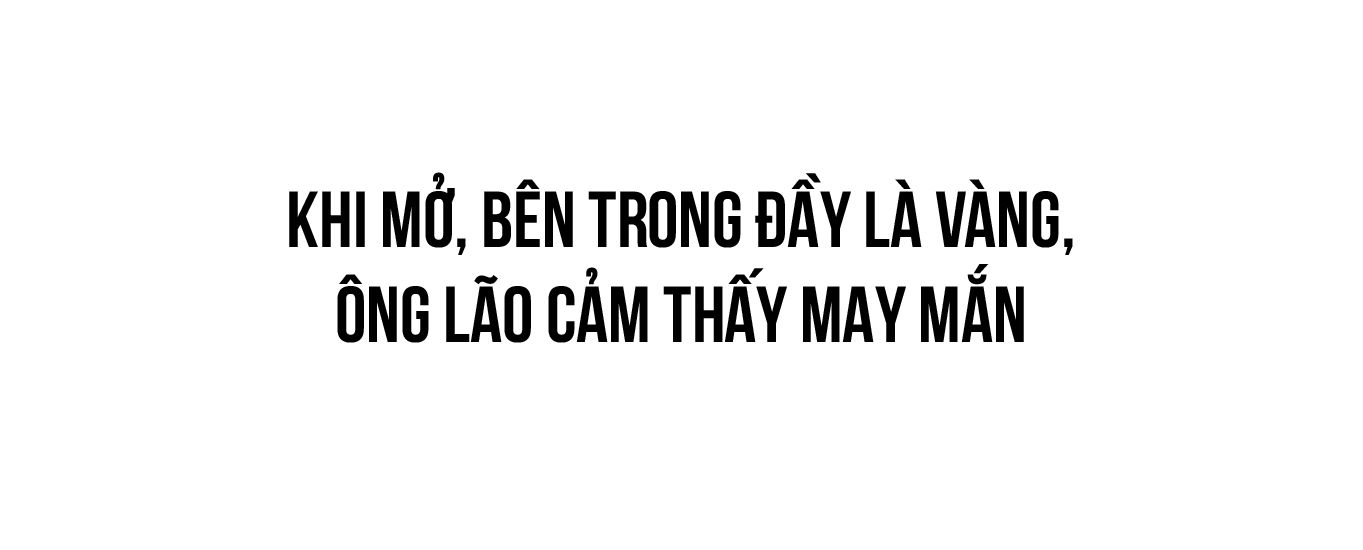 KHI MỞ, BÊN TRONG ĐẦY LÀ VÀNG,
ÔNG LÃO CẢM THẤY MAY MẮN